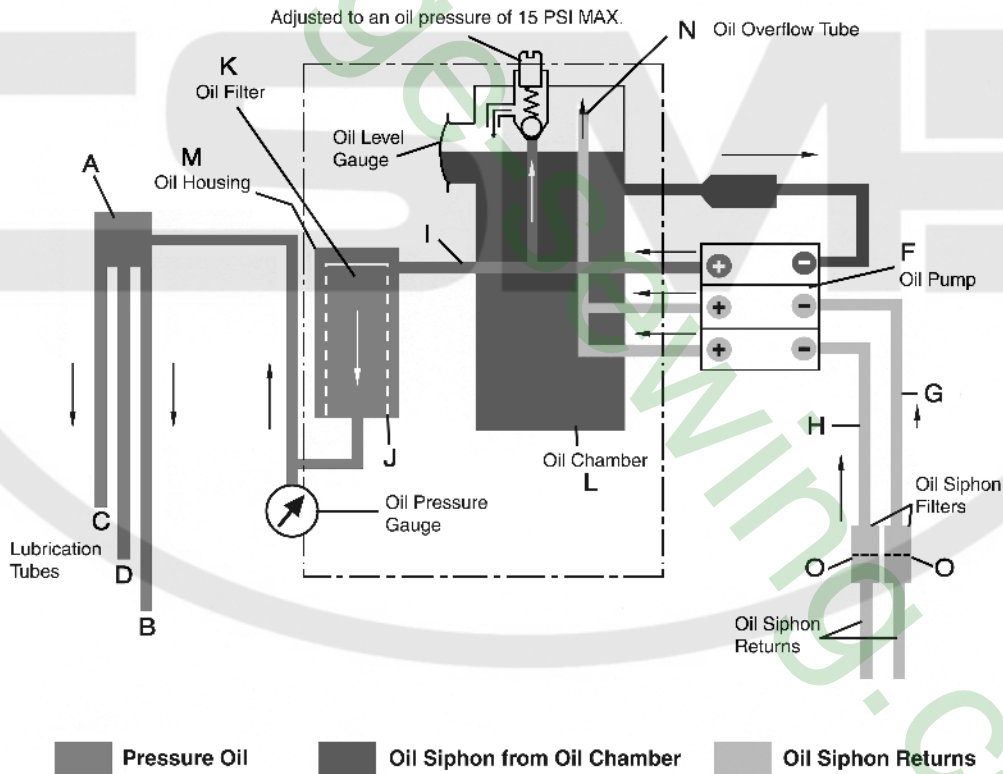 Adjusted to an oil pressure of 15 PSI MAX.
N Oil Overflow Tube
K
Oil Filter
Oil Level
Gauge
M
Oil Housing
A
I
F
Oil Pump
+ −
+ −
+ −
G
H
J
Oil Chamber
L
Oil Pressure
Gauge
Oil Siphon
Filters
C
Lubrication
Tubes
D
B
O O
Oil Siphon
Returns
Pressure Oil
Oil Siphon from Oil Chamber
Oil Siphon Returns